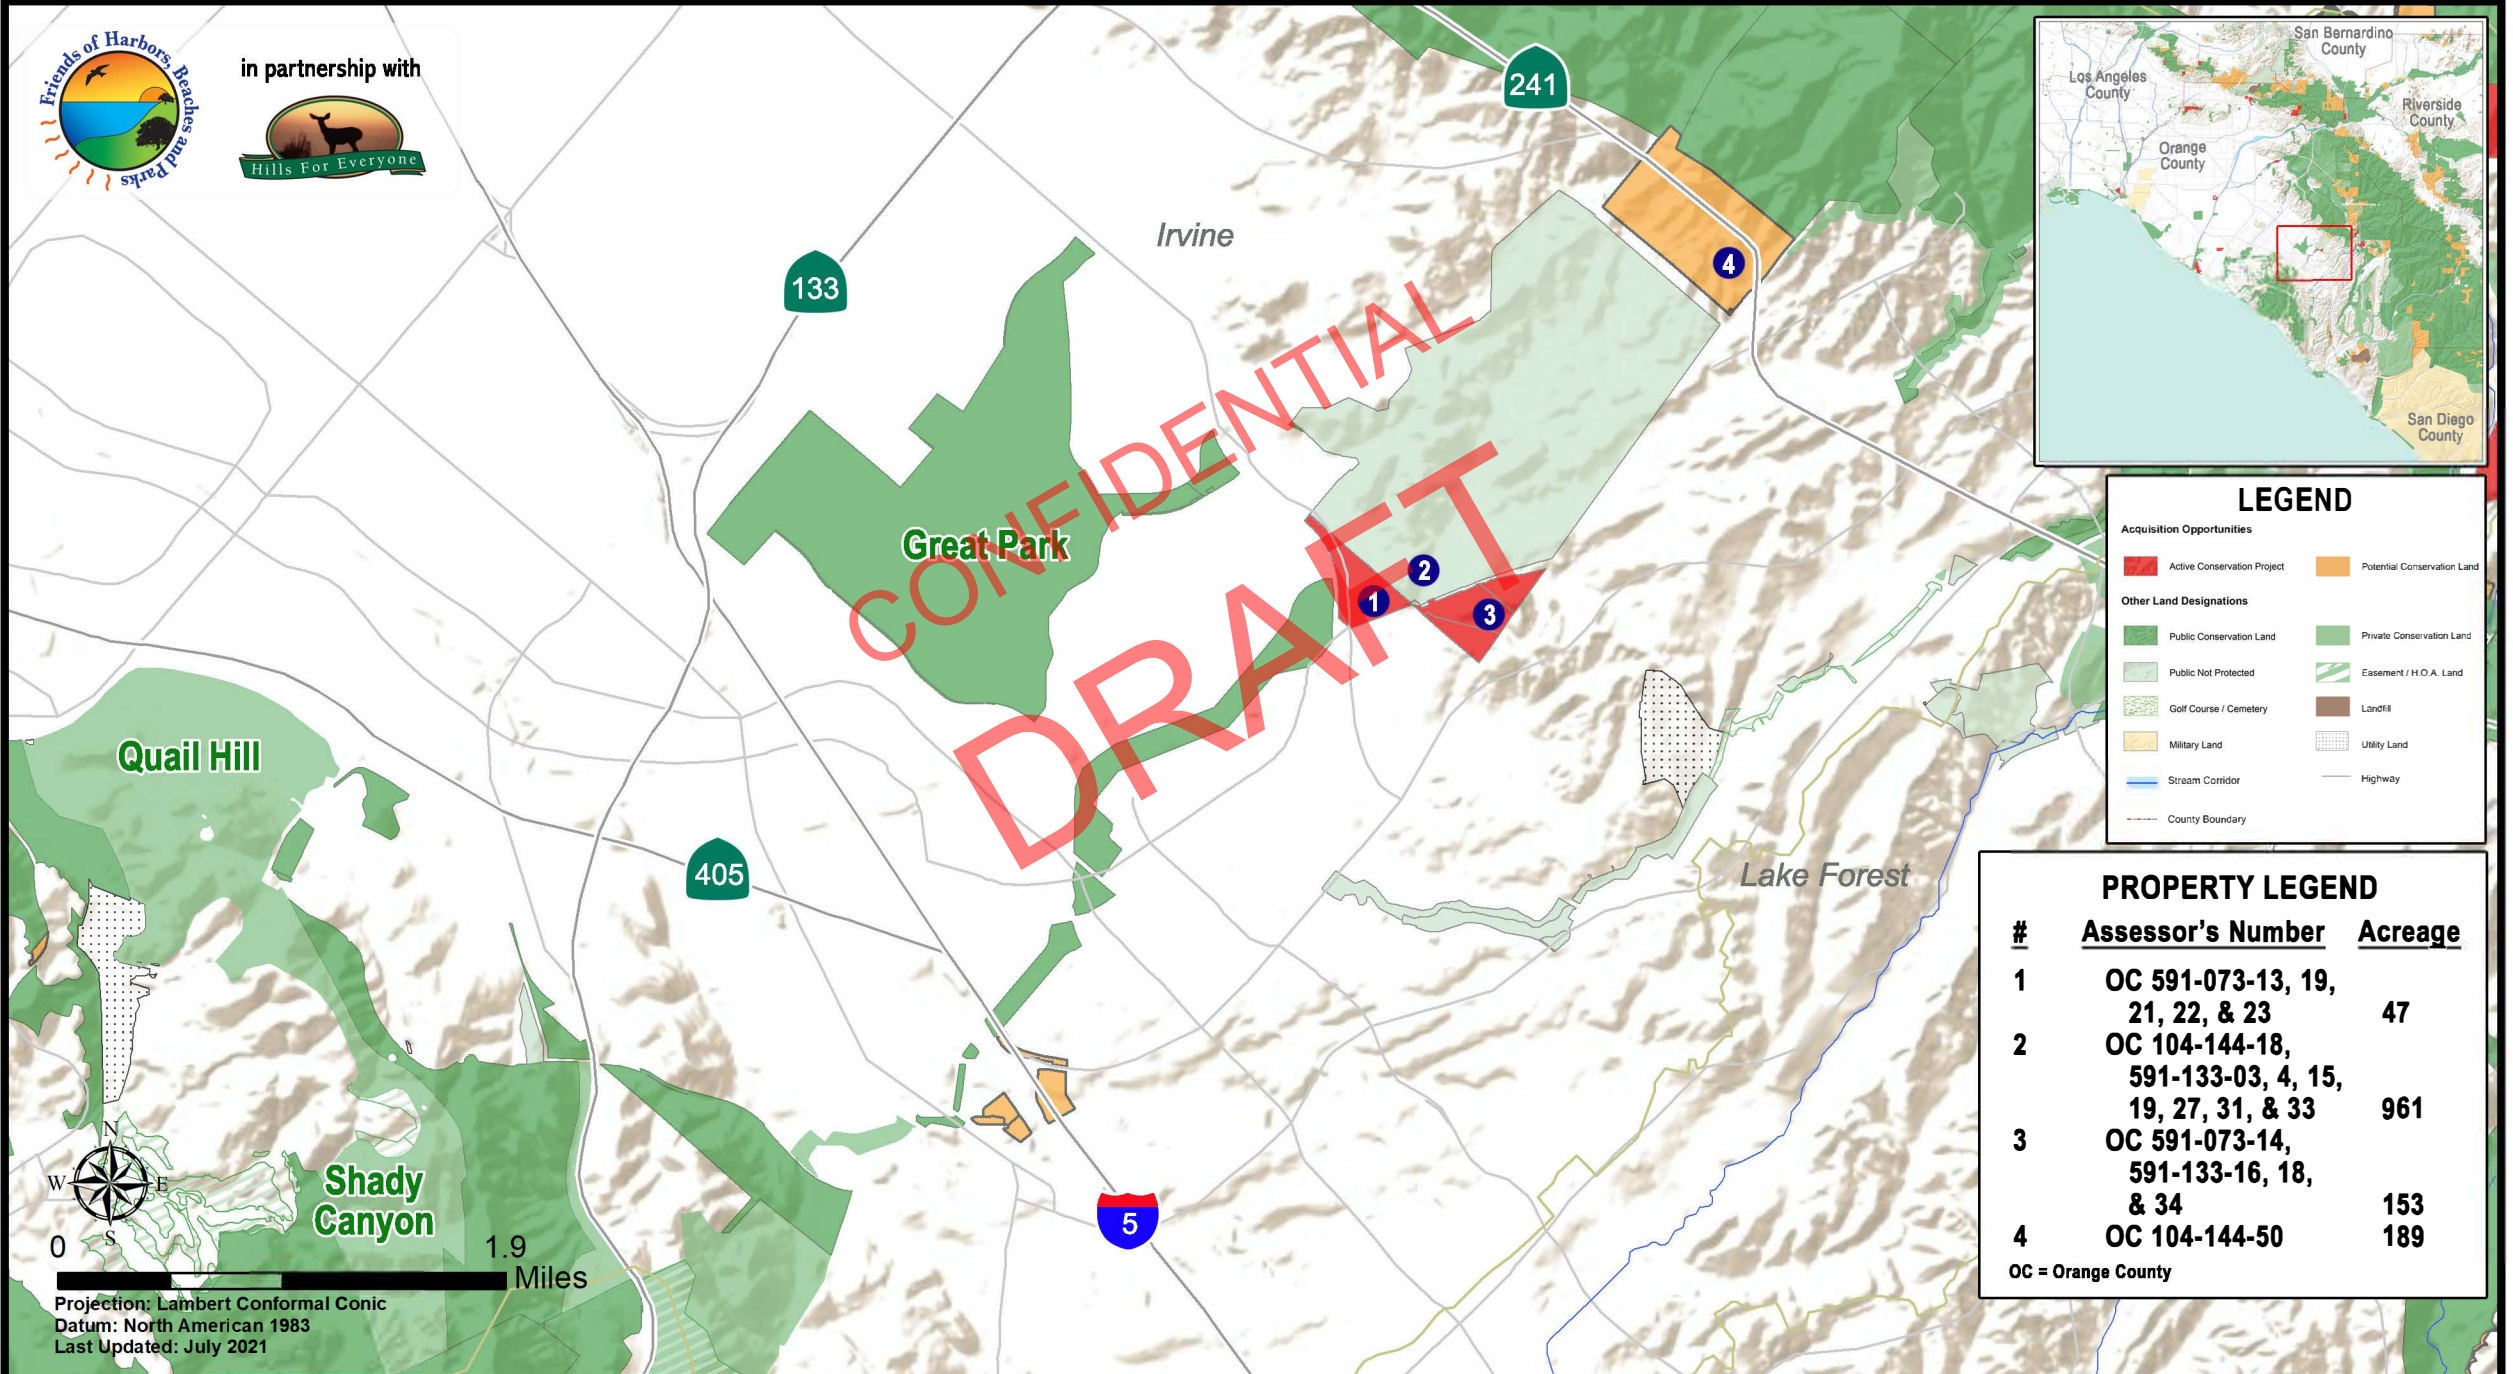 Friends of Harbors, Beaches and Parks
in partnership with
Hills For Everyone
241
133
405
5
Irvine
Great Park
Quail Hill
Shady
Canyon
Lake Forest
1
2
3
4
CONFIDENTIAL
DRAFT
San Bernardino
County
Los Angeles
County
Riverside
County
Orange
County
San Diego
County
LEGEND
Acquisition Opportunities
Active Conservation Project
Potential Conservation Land
Other Land Designations
Public Conservation Land
Private Conservation Land
Public Not Protected
Easement / H.O.A. Land
Golf Course / Cemetery
Landfill
Military Land
Utility Land
Stream Corridor
Highway
County Boundary
PROPERTY LEGEND
# Assessor's Number Acreage
1 OC 591-073-13, 19,
21, 22, & 23 47
2 OC 104-144-18,
591-133-03, 4, 15,
19, 27, 31, & 33 961
3 OC 591-073-14,
591-133-16, 18,
& 34 153
4 OC 104-144-50 189
OC = Orange County
N
W E
S
0 1.9
Miles
Projection: Lambert Conformal Conic
Datum: North American 1983
Last Updated: July 2021